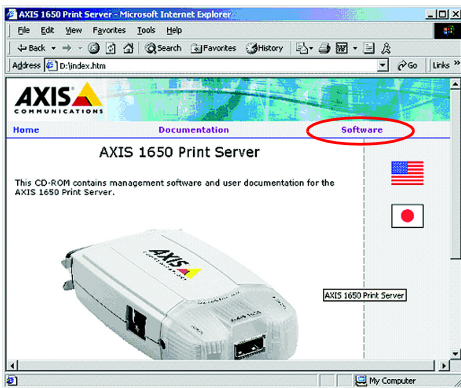 AXIS 1650 Print Server - Microsoft Internet Explorer
File Edit View Favorites Tools Help
Back Search Favorites History
Address D:\index.htm Go Links »
AXIS
COMMUNICATIONS
Home Documentation Software
AXIS 1650 Print Server
This CD-ROM contains management software and user documentation for the
AXIS 1650 Print Server.
AXIS
AXIS 1650 Print Server
My Computer